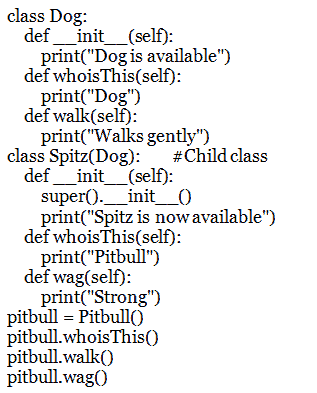 class Dog:
    def __init__(self):
        print("Dog is available")
    def whoisThis(self):
        print("Dog")
    def walk(self):
        print("Walks gently")
class Spitz(Dog):        #Child class
    def __init__(self):
        super().__init__()
        print("Spitz is now available")
    def whoisThis(self):
        print("Pitbull")
    def wag(self):
        print("Strong")
pitbull = Pitbull()
pitbull.whoisThis()
pitbull.walk()
pitbull.wag()